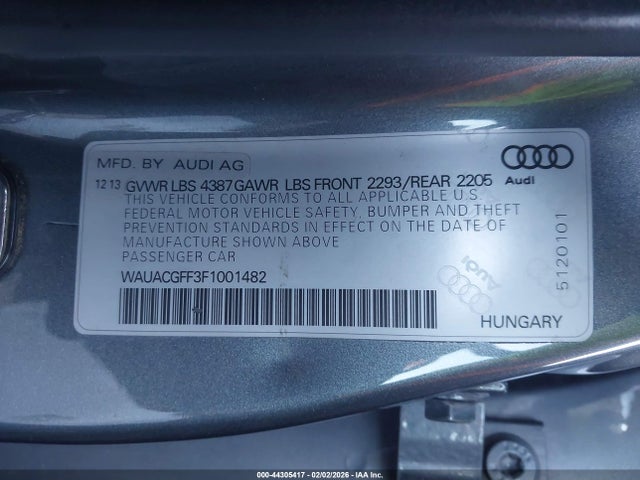 MFD. BY AUDI AG
12 13 GVWR LBS 4387 GAWR LBS FRONT 2293/REAR 2205
THIS VEHICLE CONFORMS TO ALL APPLICABLE U.S.
FEDERAL MOTOR VEHICLE SAFETY, BUMPER AND THEFT
PREVENTION STANDARDS IN EFFECT ON THE DATE OF
MANUFACTURE SHOWN ABOVE
PASSENGER CAR
WAUACGFF3F1001482
Audi
5120101
Audi
HUNGARY
000-44305417 - 02/02/2026 - IAAI, Inc.